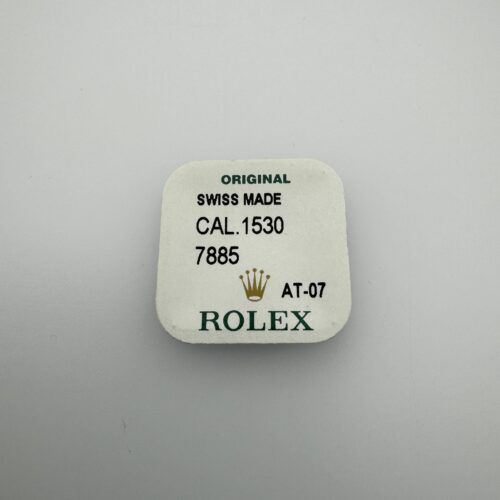 ORIGINAL
SWISS MADE
CAL.1530
7885
AT-07
ROLEX